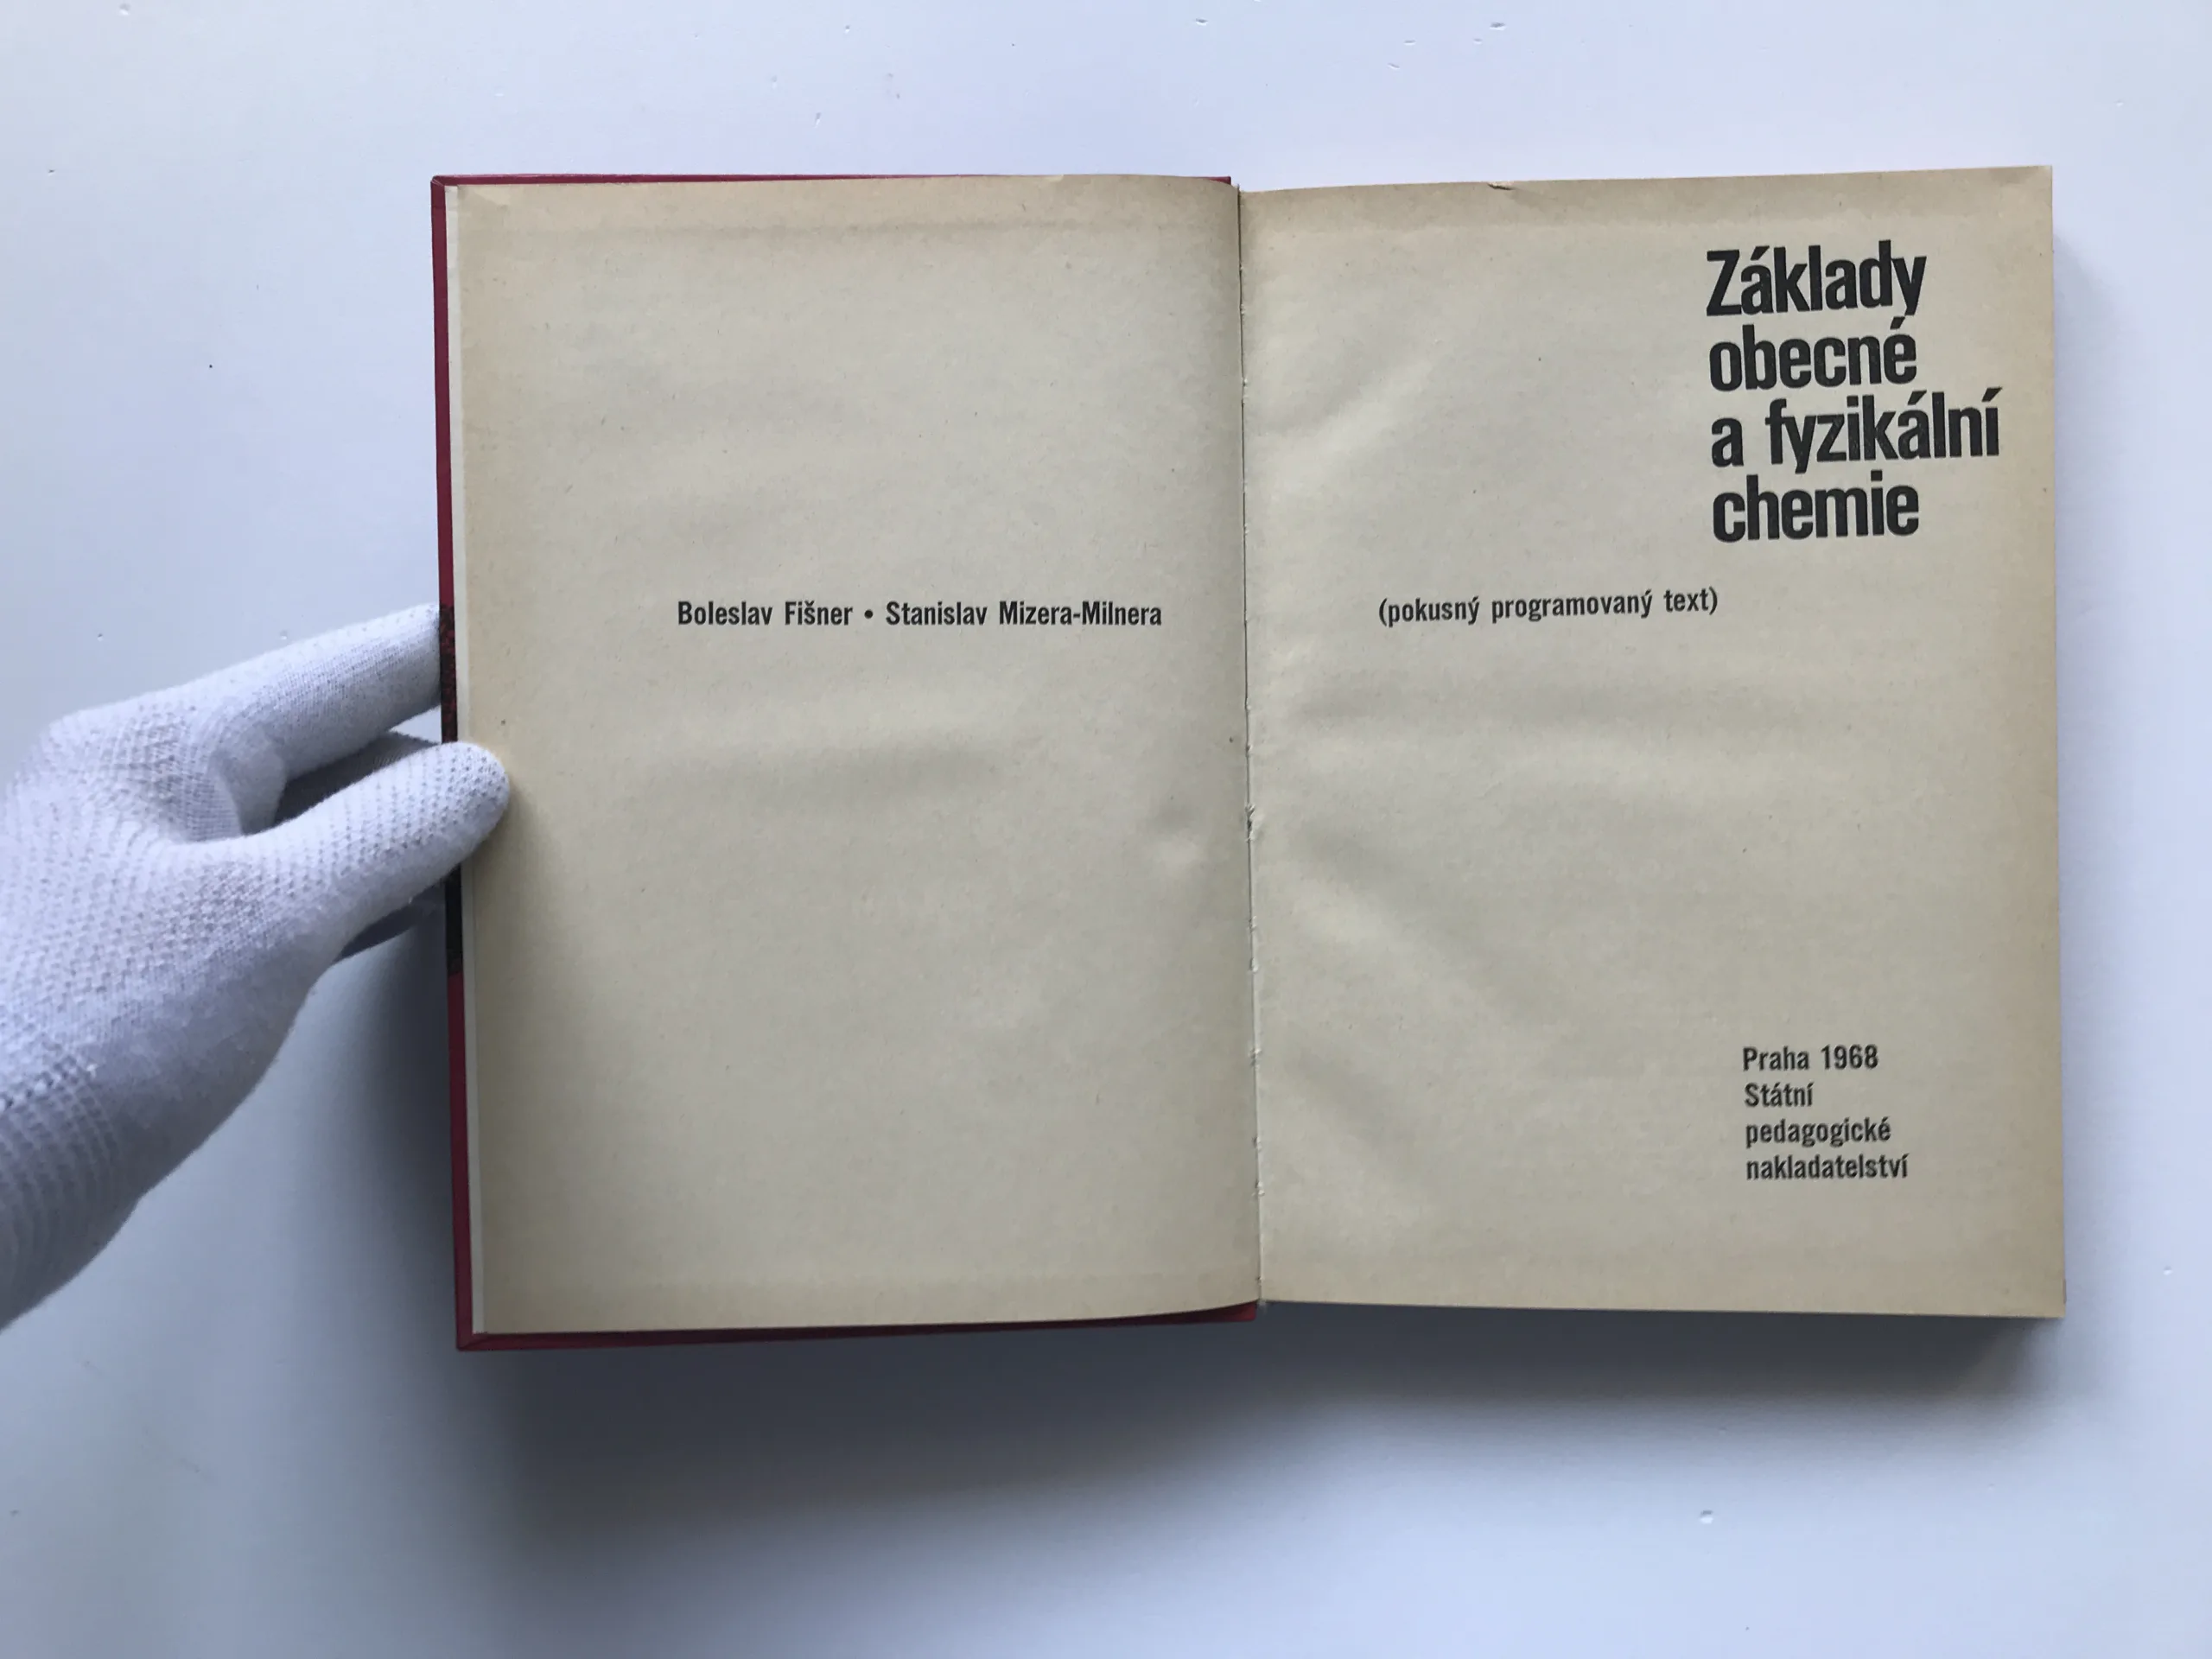 Boleslav Fišner • Stanislav Mizera-Milnera
Základy
obecné
a fyzikální
chemie
(pokusný programovaný text)
Praha 1968
Státní
pedagogické
nakladatelství